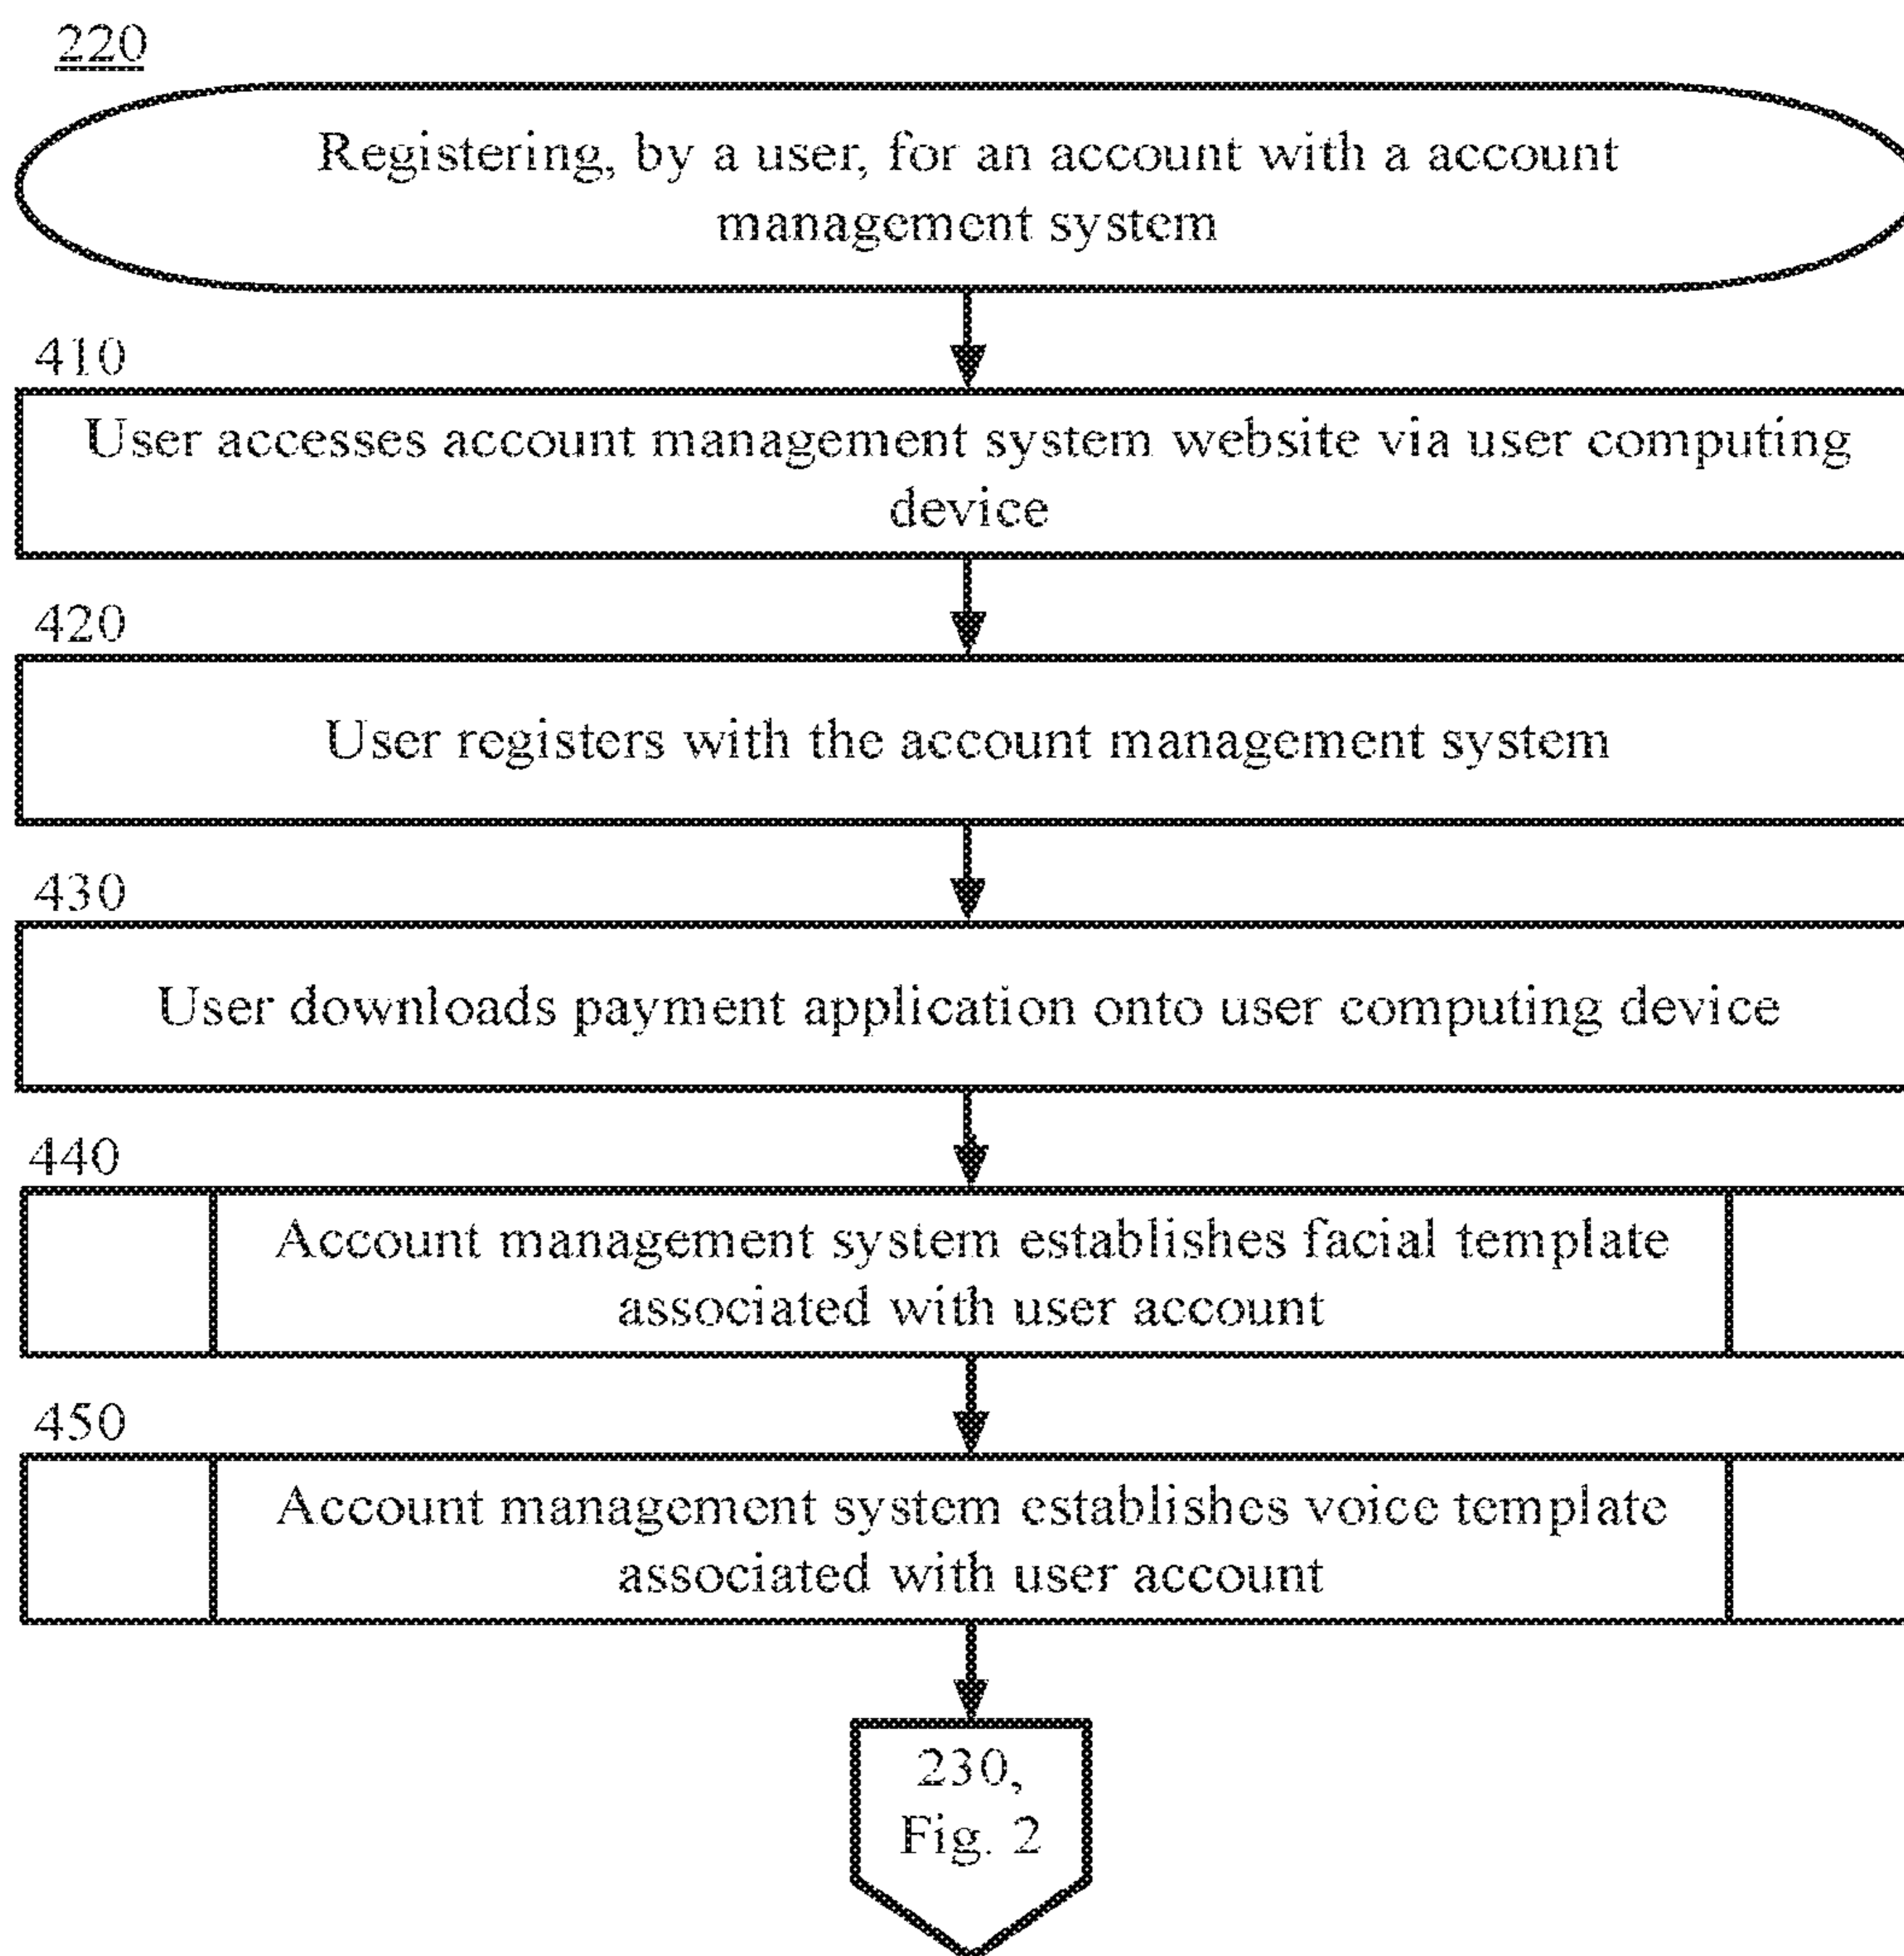 220
Registering, by a user, for an account with a account
management system
410
User accesses account management system website via user computing
device
420
User registers with the account management system
430
User downloads payment application onto user computing device
440
Account management system establishes facial template
associated with user account
450
Account management system establishes voice template
associated with user account
230,
Fig. 2